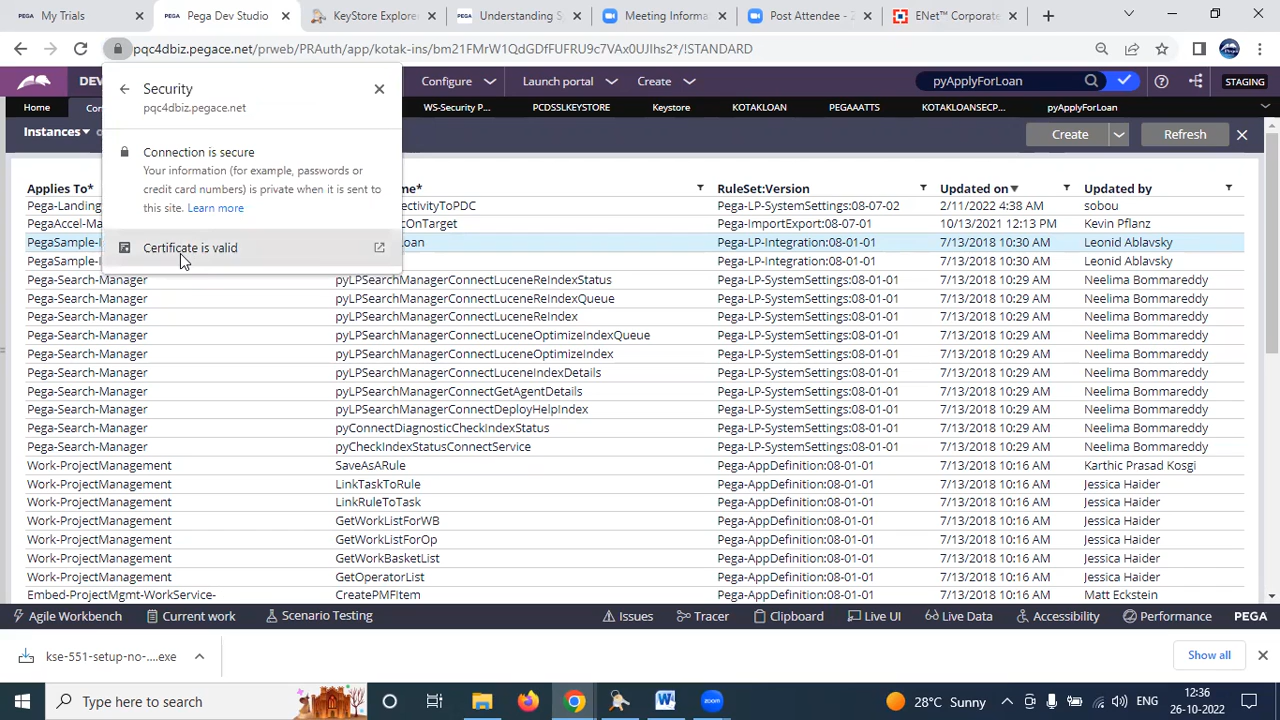 My Trials
Pega Dev Studio
KeyStore Explore
Understanding S
Meeting Informa
Post Attendee - Z
ENet™ Corporate
pqc4dbiz.pegace.net/prweb/PRAuth/app/kotak-ins/bm21FMrW1QdGDfFUFRU9c7VAx0UJIhs2*/!STANDARD
DEV
Configure
Launch portal
Create
pyApplyForLoan
STAGING
Home
WS-Security P...
PCDSSLKEYSTORE
Keystore
KOTAKLOAN
PEGAAATTS
KOTAKLOANSECP...
pyApplyForLoan
Security
pqc4dbiz.pegace.net
Connection is secure
Your information (for example, passwords or
credit card numbers) is private when it is sent to
this site. Learn more
Certificate is valid
Instances
Create
Refresh
Applies To*
RuleSet:Version
Updated on
Updated by
Pega-LP-SystemSettings:08-07-02 2/11/2022 4:38 AM sobou
Pega-ImportExport:08-07-01 10/13/2021 12:13 PM Kevin Pflanz
Pega-LP-Integration:08-01-01 7/13/2018 10:30 AM Leonid Ablavsky
Pega-LP-Integration:08-01-01 7/13/2018 10:30 AM Leonid Ablavsky
Pega-Search-Manager pyLPSearchManagerConnectLuceneReIndexStatus Pega-LP-SystemSettings:08-01-01 7/13/2018 10:29 AM Neelima Bommareddy
Pega-Search-Manager pyLPSearchManagerConnectLuceneReIndexQueue Pega-LP-SystemSettings:08-01-01 7/13/2018 10:29 AM Neelima Bommareddy
Pega-Search-Manager pyLPSearchManagerConnectLuceneReIndex Pega-LP-SystemSettings:08-01-01 7/13/2018 10:29 AM Neelima Bommareddy
Pega-Search-Manager pyLPSearchManagerConnectLuceneOptimizeIndexQueue Pega-LP-SystemSettings:08-01-01 7/13/2018 10:29 AM Neelima Bommareddy
Pega-Search-Manager pyLPSearchManagerConnectLuceneOptimizeIndex Pega-LP-SystemSettings:08-01-01 7/13/2018 10:29 AM Neelima Bommareddy
Pega-Search-Manager pyLPSearchManagerConnectLuceneIndexDetails Pega-LP-SystemSettings:08-01-01 7/13/2018 10:29 AM Neelima Bommareddy
Pega-Search-Manager pyLPSearchManagerConnectGetAgentDetails Pega-LP-SystemSettings:08-01-01 7/13/2018 10:29 AM Neelima Bommareddy
Pega-Search-Manager pyLPSearchManagerConnectDeployHelpIndex Pega-LP-SystemSettings:08-01-01 7/13/2018 10:29 AM Neelima Bommareddy
Pega-Search-Manager pyConnectDiagnosticCheckIndexStatus Pega-LP-SystemSettings:08-01-01 7/13/2018 10:29 AM Neelima Bommareddy
Pega-Search-Manager pyCheckIndexStatusConnectService Pega-LP-SystemSettings:08-01-01 7/13/2018 10:29 AM Neelima Bommareddy
Work-ProjectManagement SaveAsARule Pega-AppDefinition:08-01-01 7/13/2018 10:16 AM Karthic Prasad Kosgi
Work-ProjectManagement LinkTaskToRule Pega-AppDefinition:08-01-01 7/13/2018 10:16 AM Jessica Haider
Work-ProjectManagement LinkRuleToTask Pega-AppDefinition:08-01-01 7/13/2018 10:16 AM Jessica Haider
Work-ProjectManagement GetWorkListForWB Pega-AppDefinition:08-01-01 7/13/2018 10:16 AM Jessica Haider
Work-ProjectManagement GetWorkListForOp Pega-AppDefinition:08-01-01 7/13/2018 10:16 AM Jessica Haider
Work-ProjectManagement GetWorkBasketList Pega-AppDefinition:08-01-01 7/13/2018 10:16 AM Jessica Haider
Work-ProjectManagement GetOperatorList Pega-AppDefinition:08-01-01 7/13/2018 10:16 AM Jessica Haider
Embed-ProjectMgmt-WorkService- CreatePMFItem Pega-AppDefinition:08-01-01 7/13/2018 10:16 AM Matt Eckstein
Agile Workbench
Current work
Scenario Testing
Issues
Tracer
Clipboard
Live UI
Live Data
Accessibility
Performance
PEGA
kse-551-setup-no-....exe
Show all
Type here to search
28°C Sunny
ENG
12:36
26-10-2022